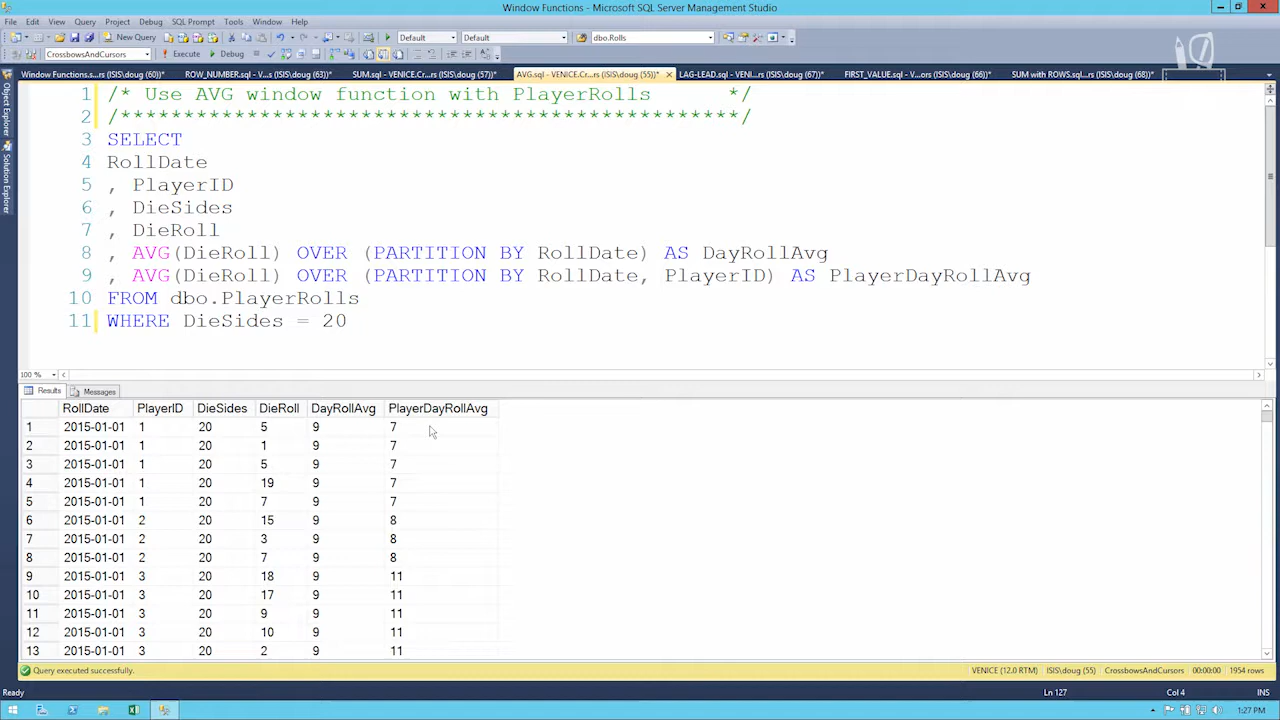 Window Functions - Microsoft SQL Server Management Studio
File Edit View Query Project Debug SQL Prompt Tools Window Help
New Query Default Default dbo.Rolls
CrossbowsAndCursors Execute Debug
Window Functions.s...rs (ISIS\doug (60))* ROW_NUMBER.sql - V...rs (ISIS\doug (63))* SUM.sql - VENICE.Cr...rs (ISIS\doug (57))* AVG.sql - VENICE.Cr...rs (ISIS\doug (55))* LAG-LEAD.sql - VENI...rs (ISIS\doug (67))* FIRST_VALUE.sql - V...ors (ISIS\doug (66))* SUM with ROWS.sql...rs (ISIS\doug (68))*
Object Explorer
Solution Explorer
1 /* Use AVG window function with PlayerRolls */
2 /*************************************************/
3 SELECT
4 RollDate
5 , PlayerID
6 , DieSides
7 , DieRoll
8 , AVG(DieRoll) OVER (PARTITION BY RollDate) AS DayRollAvg
9 , AVG(DieRoll) OVER (PARTITION BY RollDate, PlayerID) AS PlayerDayRollAvg
10 FROM dbo.PlayerRolls
11 WHERE DieSides = 20
100 %
Results Messages
RollDate PlayerID DieSides DieRoll DayRollAvg PlayerDayRollAvg
1 2015-01-01 1 20 5 9 7
2 2015-01-01 1 20 1 9 7
3 2015-01-01 1 20 5 9 7
4 2015-01-01 1 20 19 9 7
5 2015-01-01 1 20 7 9 7
6 2015-01-01 2 20 15 9 8
7 2015-01-01 2 20 3 9 8
8 2015-01-01 2 20 7 9 8
9 2015-01-01 3 20 18 9 11
10 2015-01-01 3 20 17 9 11
11 2015-01-01 3 20 9 9 11
12 2015-01-01 3 20 10 9 11
13 2015-01-01 3 20 2 9 11
Query executed successfully. VENICE (12.0 RTM) ISIS\doug (55) CrossbowsAndCursors 00:00:00 1954 rows
Ready Ln 127 Col 4 INS
1:27 PM